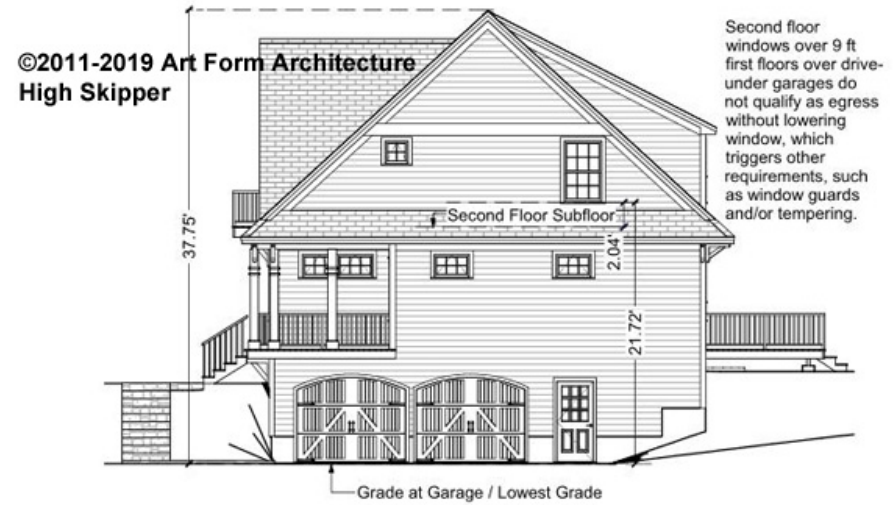 ©2011-2019 Art Form Architecture
High Skipper
Second floor
windows over 9 ft
first floors over drive-
under garages do
not qualify as egress
without lowering
window, which
triggers other
requirements, such
as window guards
and/or tempering.
37.75'
Second Floor Subfloor
2.04'
21.72'
Grade at Garage / Lowest Grade